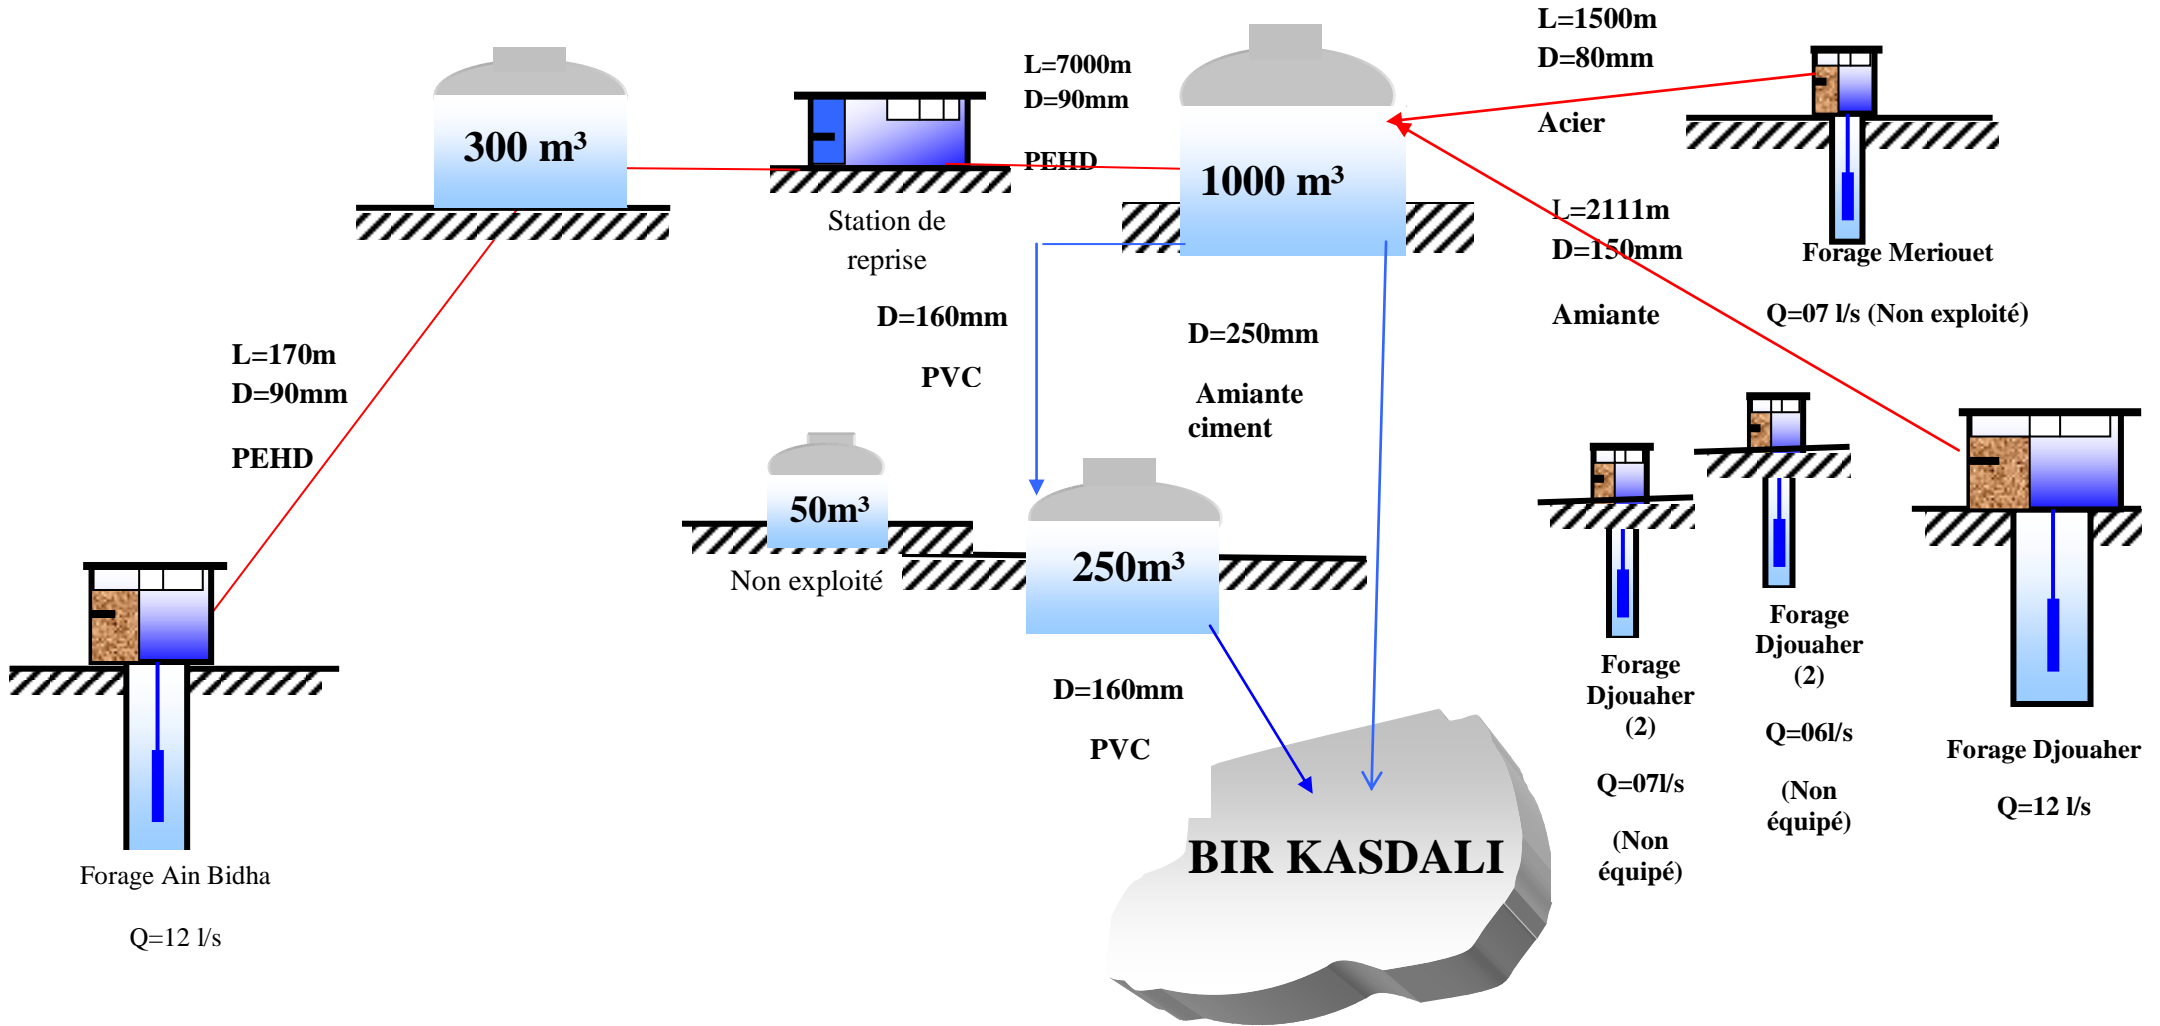 L=1500m
D=80mm
Acier
L=7000m
D=90mm
PEHD
300 m³
1000 m³
Station de
reprise
L=2111m
D=150mm
Amiante
Forage Meriouet
Q=07 l/s (Non exploité)
D=160mm
PVC
D=250mm
Amiante
ciment
L=170m
D=90mm
PEHD
50m³
Non exploité
250m³
D=160mm
PVC
Forage
Djouaher
(2)
Q=07l/s
(Non
équipé)
Forage
Djouaher
(2)
Q=06l/s
(Non
équipé)
Forage Djouaher
Q=12 l/s
BIR KASDALI
Forage Ain Bidha
Q=12 l/s